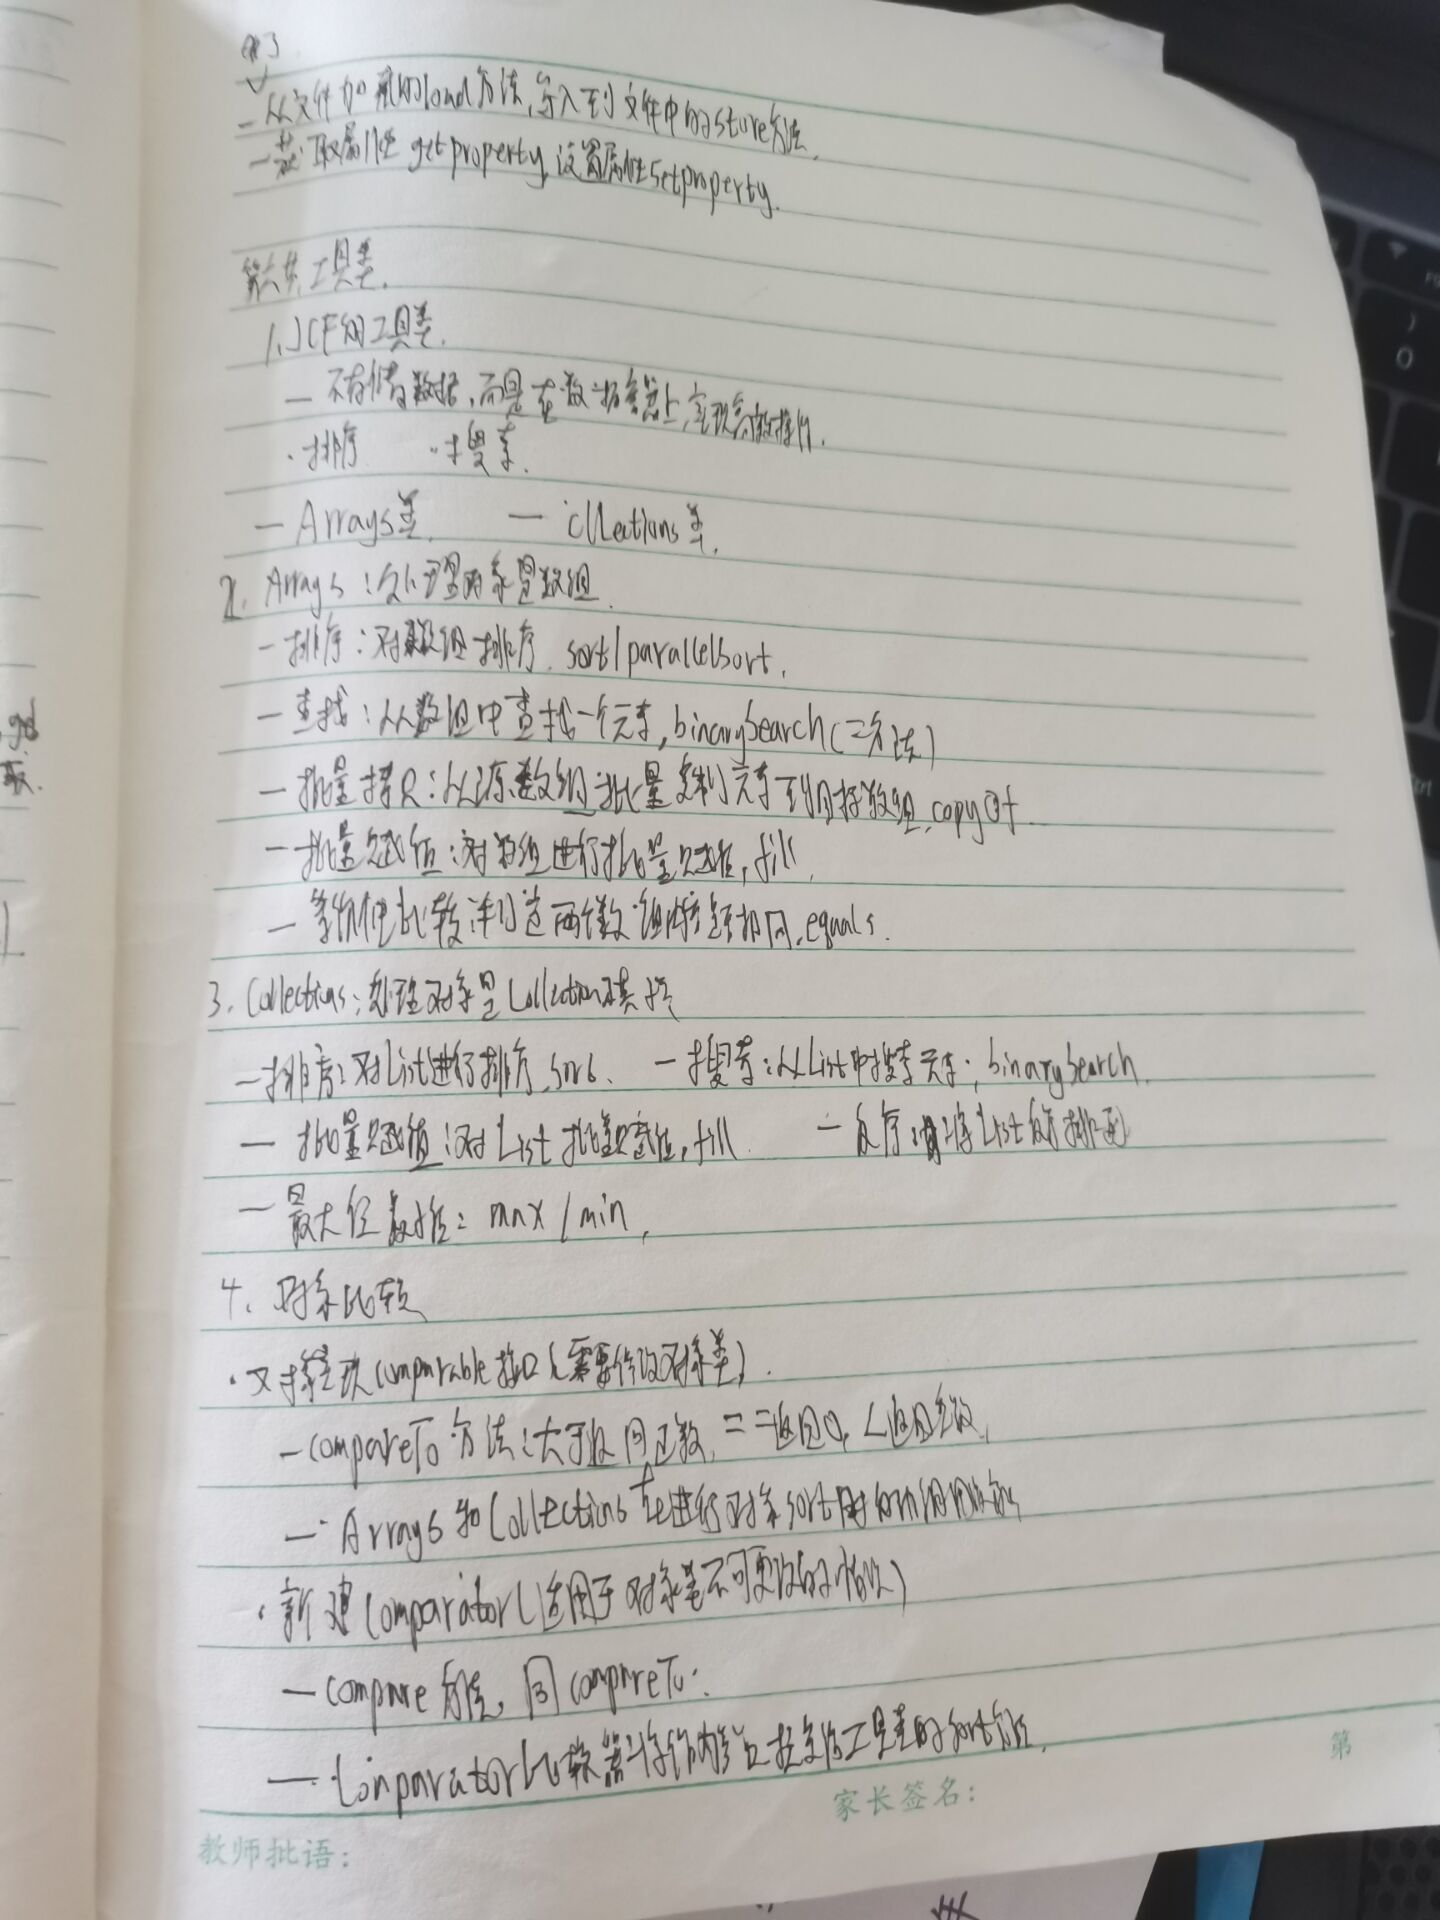 一从文件加载的load方法,写入到文件中的store方法.
一获取属性getproperty,设置属性setproperty.
第六节工具类.
1.JCF的工具类.
一 不存储数据,而是在数据容器上,实现高效操作.
·排序 ·搜索.
一 Arrays类 一 cllections类.
2. Arrays:处理对象是数组.
一排序:对数组排序. sort/parallelsort.
一查找:从数组中查找一个元素,binarySearch(二分法)
一批量拷贝:从源数组批量复制元素到目标数组,copyOf
一批量赋值:对数组进行批量赋值,fill.
一等价性比较:判定两个数组内容是否相同.equals.
3. Collections:处理对象是Collection及其
一排序:对List进行排序,sort. 一搜索:从List中搜索元素;binarySearch.
一 批量赋值:对List批量赋值,fill 一反序:将List反序排列
一最大 max/min.
4、对象比较
·对象实现Comparable接口(需要修改对象类).
一compareTo方法:大于返回正数,==返回0,<返回负数.
一 Arrays和Collections在进行对象sort时自动调用
·新建Comparator(适用于对象类不可更改的情况)
一compare方法,同compareTo.
一Comparator比较器将作为参数提交给工具类的sort方法.
第
家长签名:
教师批语: